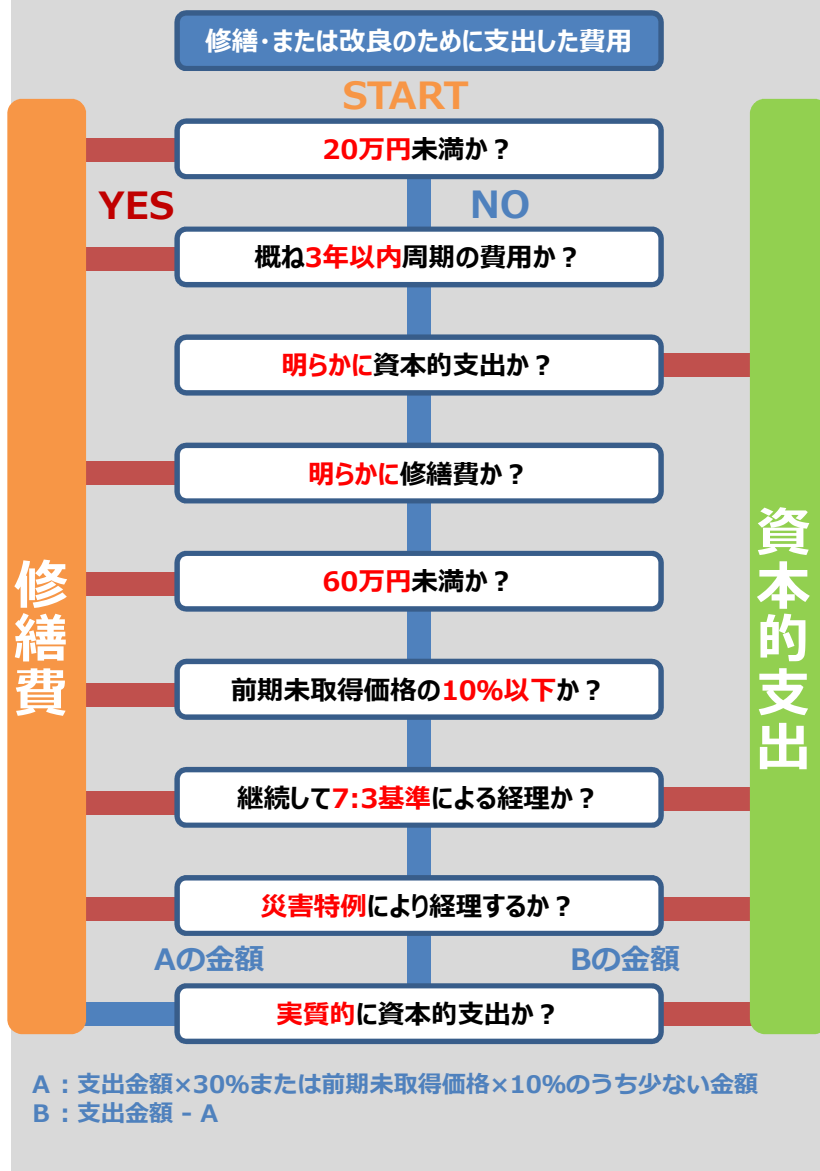 修繕・または改良のために支出した費用
START
20万円未満か？
YES
NO
概ね3年以内周期の費用か？
明らかに資本的支出か？
明らかに修繕費か？
60万円未満か？
前期未取得価格の10%以下か？
継続して7:3基準による経理か？
災害特例により経理するか？
Aの金額
Bの金額
実質的に資本的支出か？
修繕費
資本的支出
A：支出金額×30%または前期未取得価格×10%のうち少ない金額
B：支出金額 - A